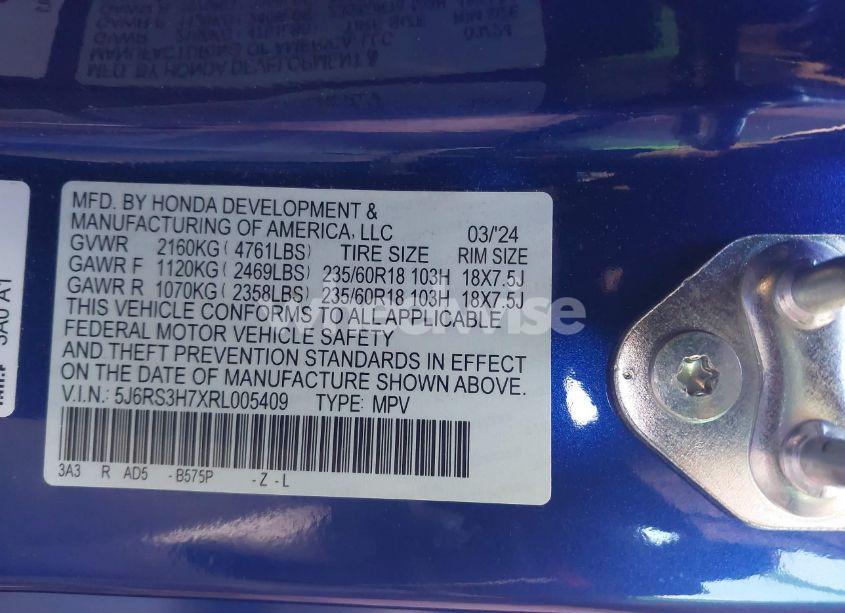 MFD. BY HONDA DEVELOPMENT &
MANUFACTURING OF AMERICA, LLC 03/'24
GVWR 2160KG ( 4761LBS) TIRE SIZE RIM SIZE
GAWR F 1120KG ( 2469LBS) 235/60R18 103H 18X7.5J
GAWR R 1070KG ( 2358LBS) 235/60R18 103H 18X7.5J
THIS VEHICLE CONFORMS TO ALL APPLICABLE
FEDERAL MOTOR VEHICLE SAFETY
AND THEFT PREVENTION STANDARDS IN EFFECT
ON THE DATE OF MANUFACTURE SHOWN ABOVE.
V.I.N.: 5J6RS3H7XRL005409 TYPE: MPV
3A3 R AD5 -B575P -Z-L